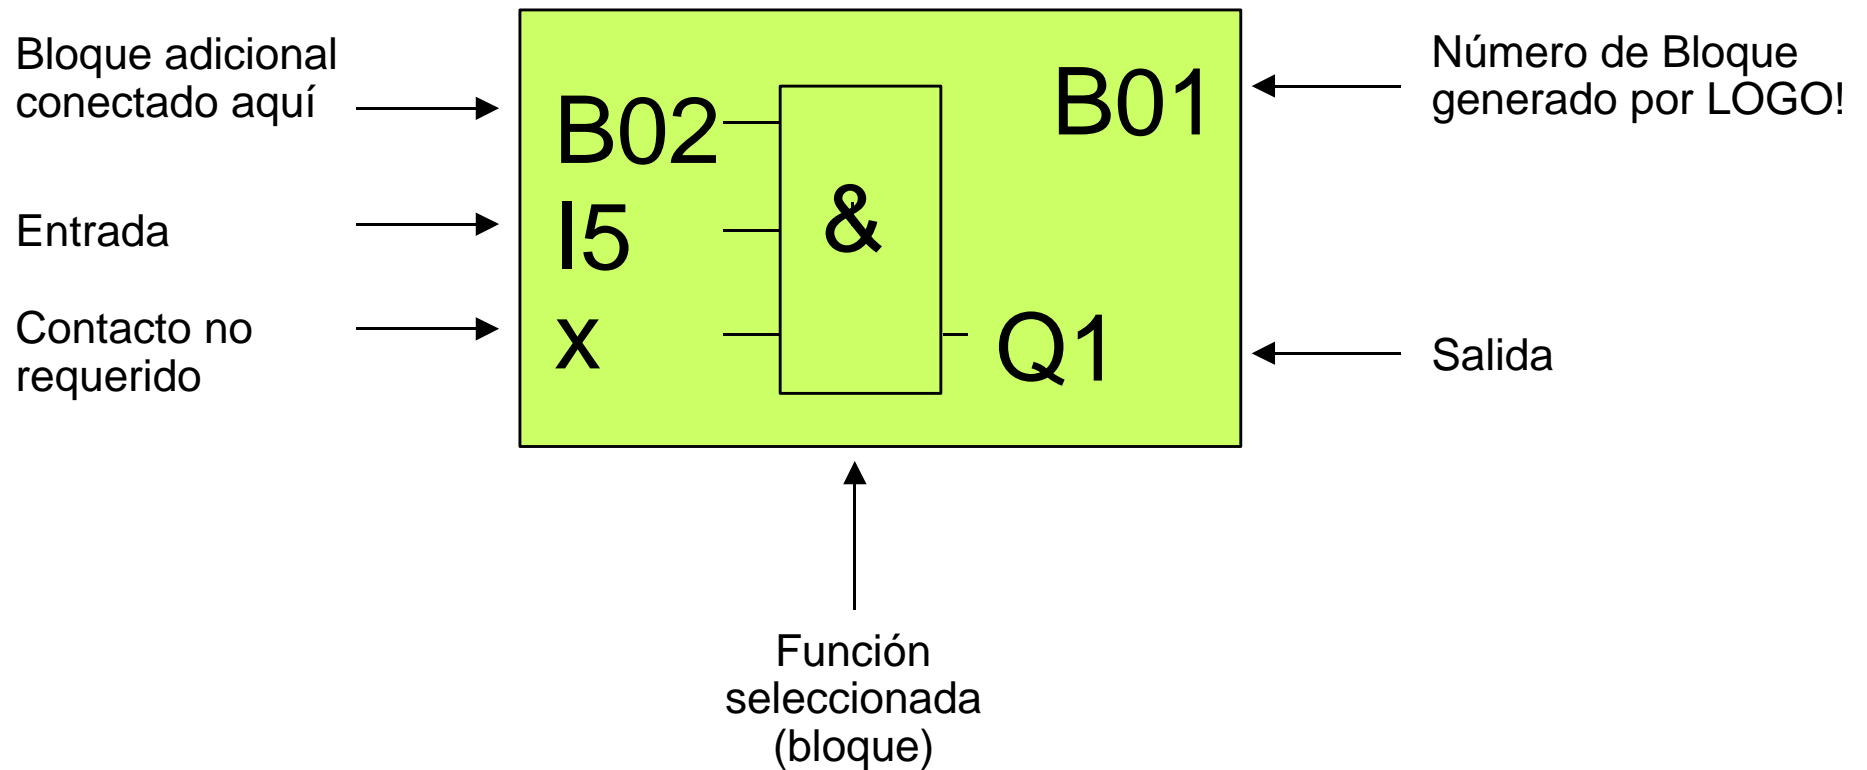 Bloque adicional
conectado aquí
Entrada
Contacto no
requerido
B02
I5
x
&
B01
Q1
Número de Bloque
generado por LOGO!
Salida
Función
seleccionada
(bloque)